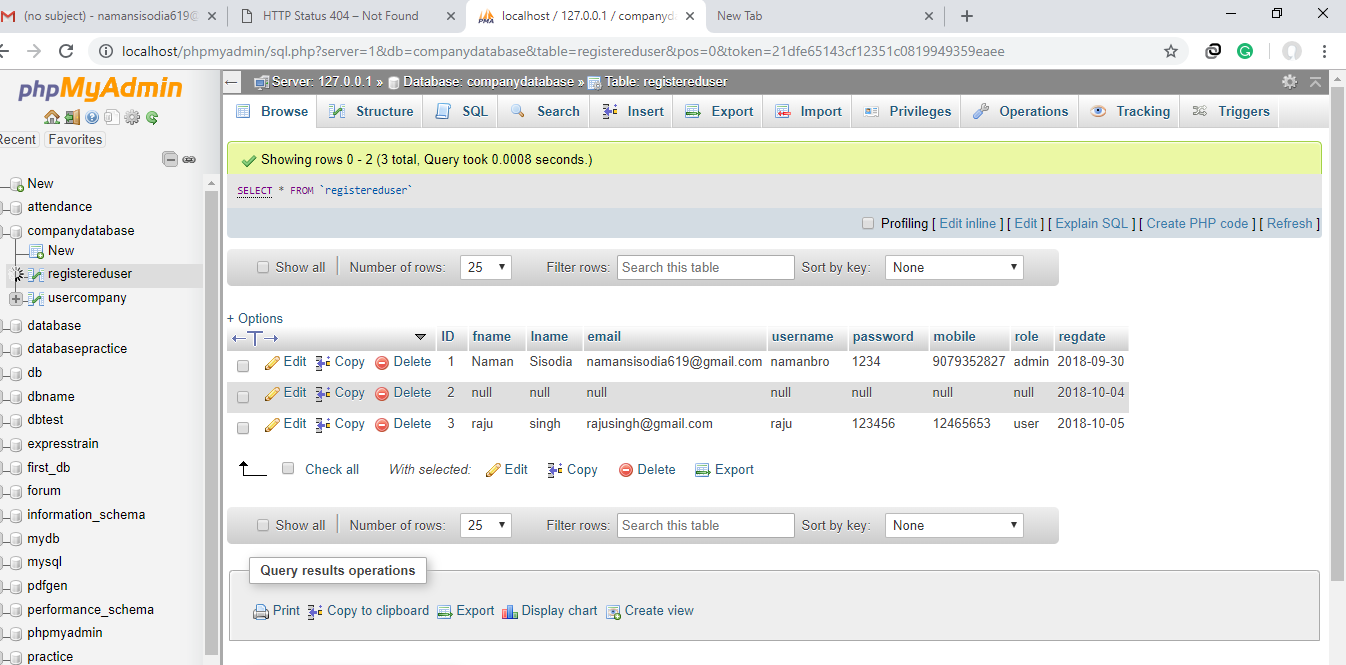 (no subject) - namansisodia619@
HTTP Status 404 – Not Found
localhost / 127.0.0.1 / companyd
New Tab
localhost/phpmyadmin/sql.php?server=1&db=companydatabase&table=registereduser&pos=0&token=21dfe65143cf12351c0819949359eaee
phpMyAdmin
Recent Favorites
New
attendance
companydatabase
New
registereduser
usercompany
database
databasepractice
db
dbname
dbtest
expresstrain
first_db
forum
information_schema
mydb
mysql
pdfgen
performance_schema
phpmyadmin
practice
Server: 127.0.0.1 » Database: companydatabase » Table: registereduser
Browse Structure SQL Search Insert Export Import Privileges Operations Tracking Triggers
Showing rows 0 - 2 (3 total, Query took 0.0008 seconds.)
SELECT * FROM `registereduser`
Profiling [ Edit inline ] [ Edit ] [ Explain SQL ] [ Create PHP code ] [ Refresh ]
Show all Number of rows: 25 Filter rows: Search this table Sort by key: None
+ Options
ID fname lname email username password mobile role regdate
Edit Copy Delete 1 Naman Sisodia namansisodia619@gmail.com namanbro 1234 9079352827 admin 2018-09-30
Edit Copy Delete 2 null null null null null null null 2018-10-04
Edit Copy Delete 3 raju singh rajusingh@gmail.com raju 123456 12465653 user 2018-10-05
Check all With selected: Edit Copy Delete Export
Show all Number of rows: 25 Filter rows: Search this table Sort by key: None
Query results operations
Print Copy to clipboard Export Display chart Create view